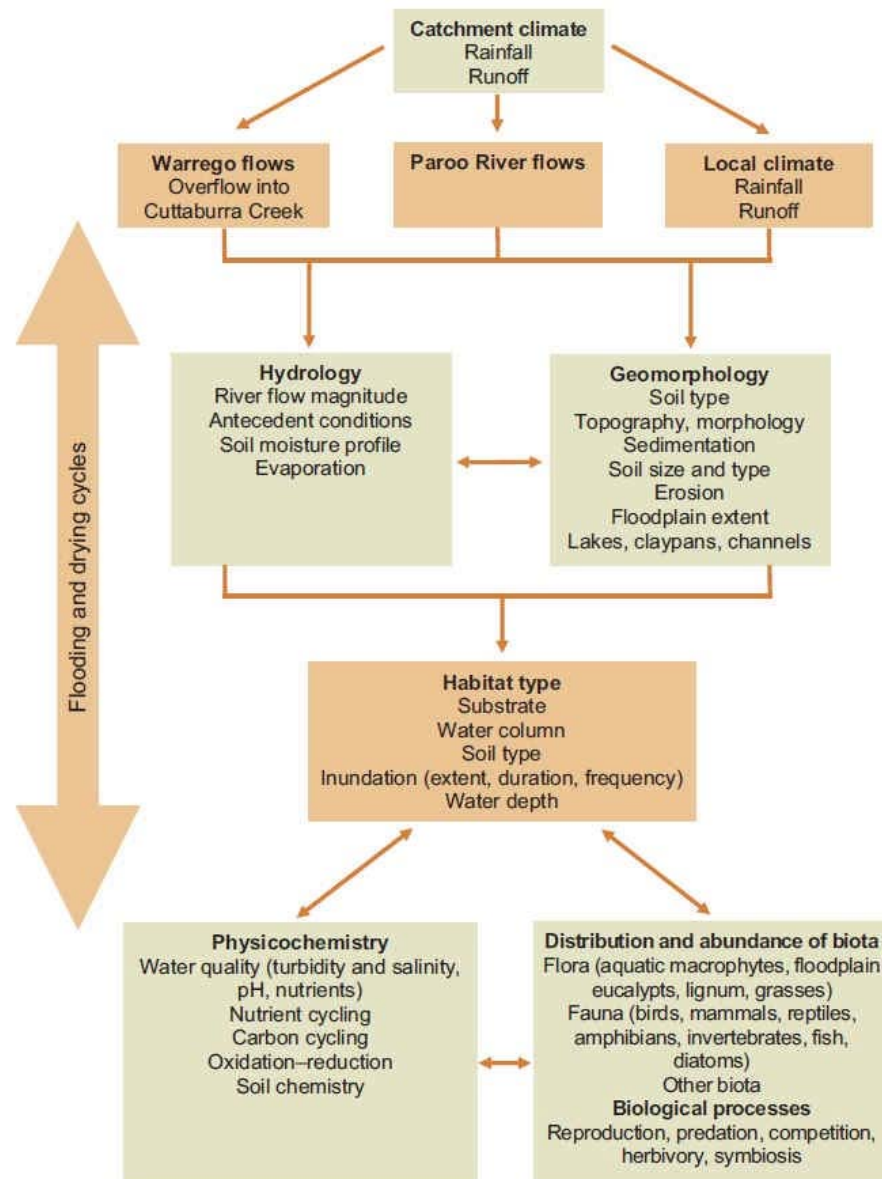 Catchment climate
Rainfall
Runoff
Warrego flows
Overflow into
Cuttaburra Creek
Paroo River flows
Local climate
Rainfall
Runoff
Flooding and drying cycles
Hydrology
River flow magnitude
Antecedent conditions
Soil moisture profile
Evaporation
Geomorphology
Soil type
Topography, morphology
Sedimentation
Soil size and type
Erosion
Floodplain extent
Lakes, claypans, channels
Habitat type
Substrate
Water column
Soil type
Inundation (extent, duration, frequency)
Water depth
Physicochemistry
Water quality (turbidity and salinity,
pH, nutrients)
Nutrient cycling
Carbon cycling
Oxidation–reduction
Soil chemistry
Distribution and abundance of biota
Flora (aquatic macrophytes, floodplain
eucalypts, lignum, grasses)
Fauna (birds, mammals, reptiles,
amphibians, invertebrates, fish,
diatoms)
Other biota
Biological processes
Reproduction, predation, competition,
herbivory, symbiosis